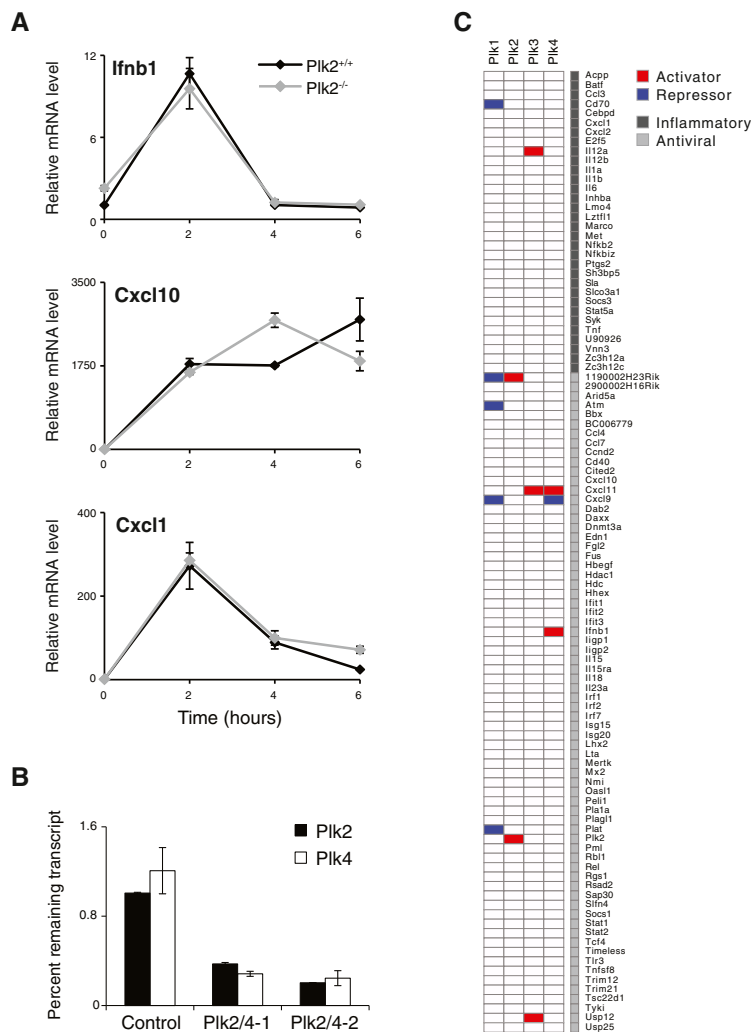 A
Ifnb1
Plk2+/+
Plk2-/-
Relative mRNA level
12
6
0
0 2 4 6
Cxcl10
Relative mRNA level
3500
1750
0
0 2 4 6
Cxcl1
Relative mRNA level
400
200
0
0 2 4 6
Time (hours)
B
Plk2
Plk4
Percent remaining transcript
1.6
0.8
0
Control Plk2/4-1 Plk2/4-2
C
Plk1 Plk2 Plk3 Plk4
Activator
Repressor
Inflammatory
Antiviral
Acpp
Batf
Ccl3
Cd70
Cebpd
Cxcl1
Cxcl2
E2f5
Il12a
Il12b
Il1a
Il1b
Il6
Inhba
Lmo4
Lztfl1
Marco
Met
Nfkb2
Nfkbiz
Ptgs2
Sh3bp5
Sla
Slco3a1
Socs3
Stat5a
Syk
Tnf
U90926
Vnn3
Zc3h12a
Zc3h12c
1190002H23Rik
2900002H16Rik
Arid5a
Atm
Bbx
BC006779
Ccl4
Ccl7
Ccnd2
Cd40
Cited2
Cxcl10
Cxcl11
Cxcl9
Dab2
Daxx
Dnmt3a
Edn1
Fgl2
Fus
Hbegf
Hdac1
Hdc
Hhex
Ifit1
Ifit2
Ifit3
Ifnb1
Iigp1
Iigp2
Il15
Il15ra
Il18
Il23a
Irf1
Irf2
Irf7
Isg15
Isg20
Lhx2
Lta
Mertk
Mx2
Nmi
Oasl1
Peli1
Pla1a
Plagl1
Plat
Plk2
Pml
Rbl1
Rel
Rgs1
Rsad2
Sap30
Slfn4
Socs1
Stat1
Stat2
Tcf4
Timeless
Tlr3
Tnfsf8
Trim12
Trim21
Tsc22d1
Tyki
Usp12
Usp25